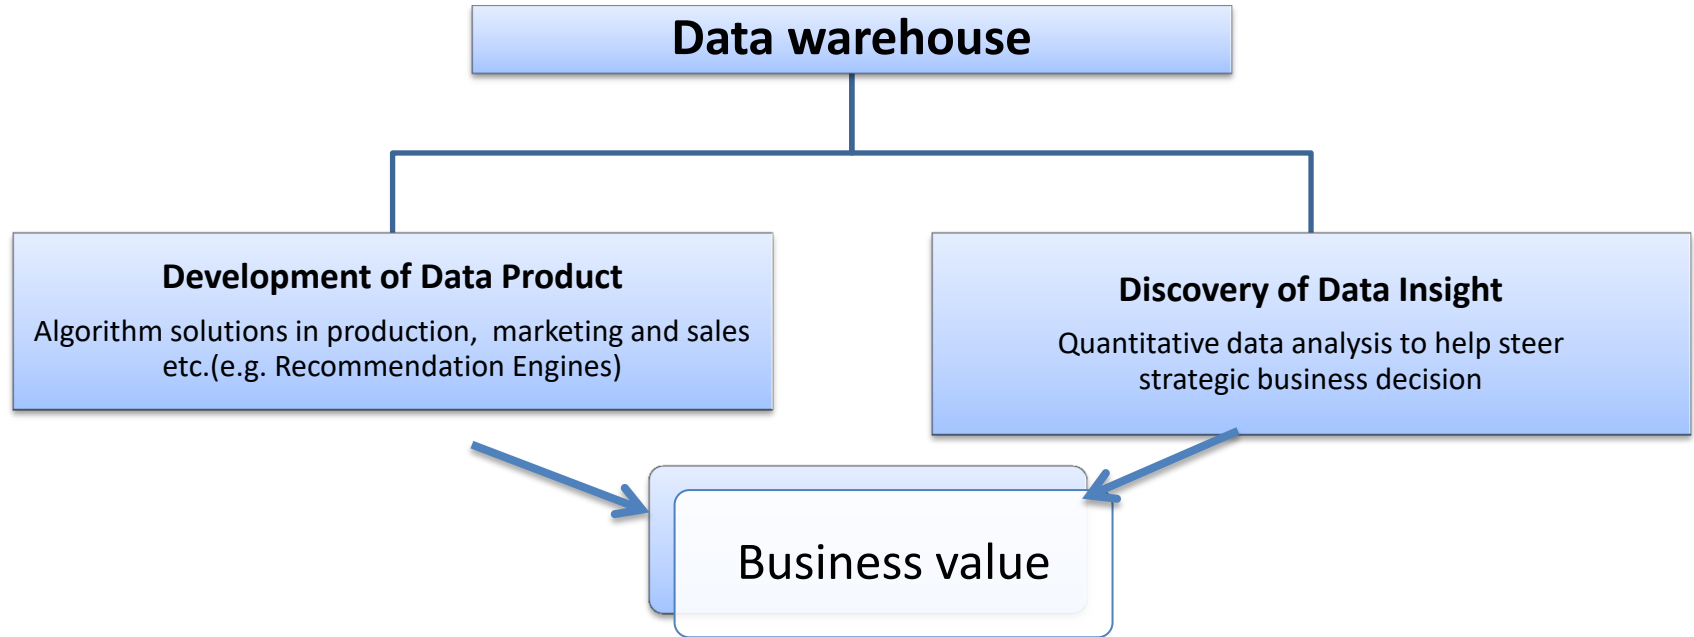 Data warehouse
Development of Data Product
Algorithm solutions in production, marketing and sales
etc.(e.g. Recommendation Engines)
Discovery of Data Insight
Quantitative data analysis to help steer
strategic business decision
Business value